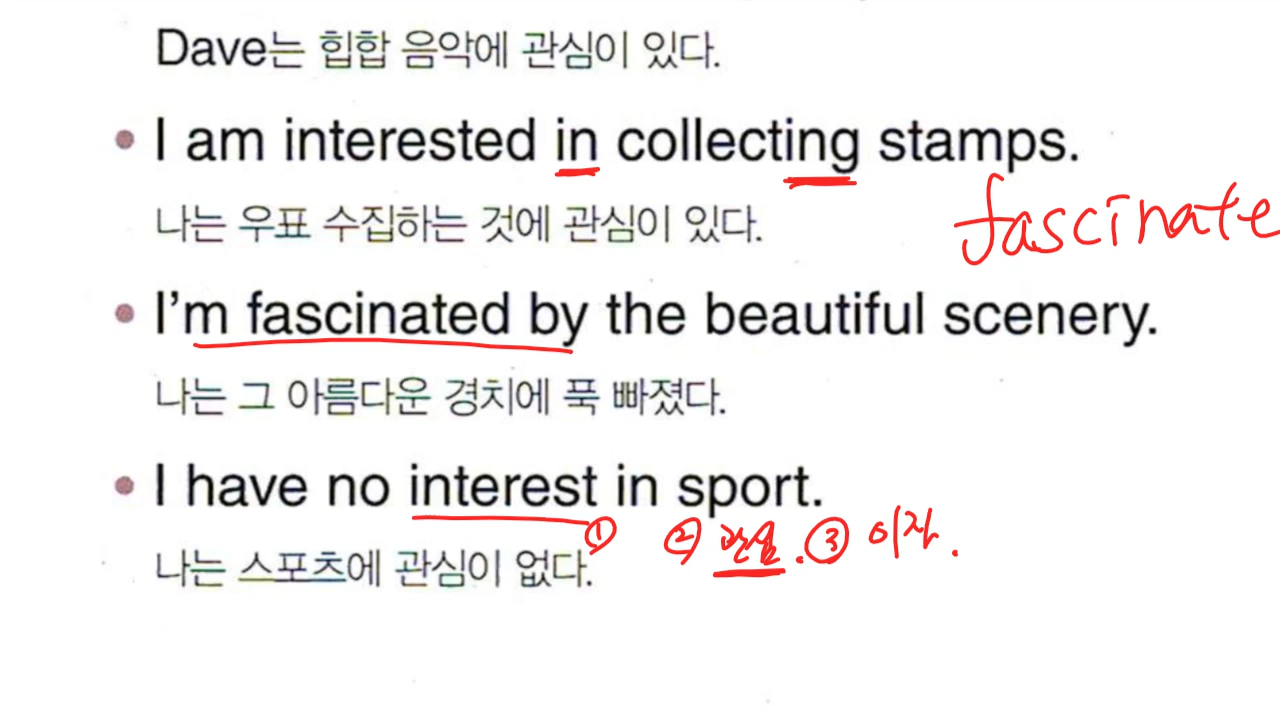 Dave는 힙합 음악에 관심이 있다.
• I am interested in collecting stamps.
fascinate
나는 우표 수집하는 것에 관심이 있다.
• I'm fascinated by the beautiful scenery.
나는 그 아름다운 경치에 푹 빠졌다.
• I have no interest in sport.
① ② 관심. ③ 이자.
나는 스포츠에 관심이 없다.